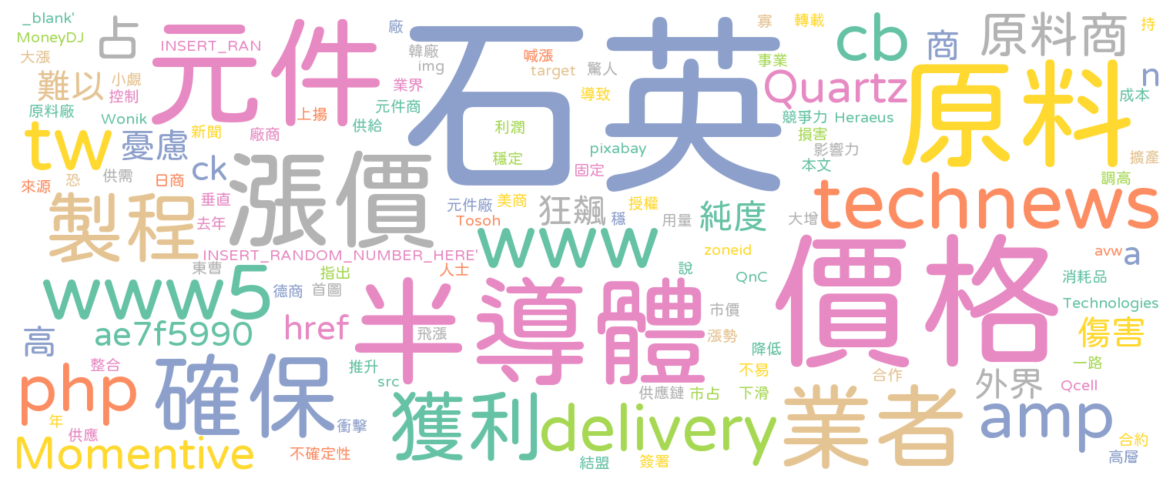 _blank'
MoneyDJ
大漲
占
INSERT_RAN
元件
廠
韓廠
img
業界
石英
喊漲
target
驚人
導致
寡
轉載
事業
cb
商
原料商
持
難以
小覷
控制
原料廠
Wonik
上揚
元件商
供給
利潤
穩定
pixabay
固定
Quartz
競爭力
Heraeus
損害
影響力
本文
原料
n
成本
擴產
調高
tw
憂慮
新聞
廠商
來源
恐
供需
日商
ck
垂直
去年
漲價
製程
元件廠
美商
Tosoh
狂飆
穩
授權
用量
純度
大增
technews
www
INSERT_RANDOM_NUMBER_HERE'
人士
zoneid
說
QnC
avw
a
消耗品
Technologies
東曹
指出
德商
首圖
www5
ae7f5990
href
半導體
飛漲
市價
漲勢
價格
傷害
高
整合
推升
src
降低
不易
合作
一路
Qcell
外界
php
確保
衝擊
年
供應
獲利
供應鏈
市占
下滑
delivery
業者
amp
合約
高層
Momentive
不確定性
結盟
簽署